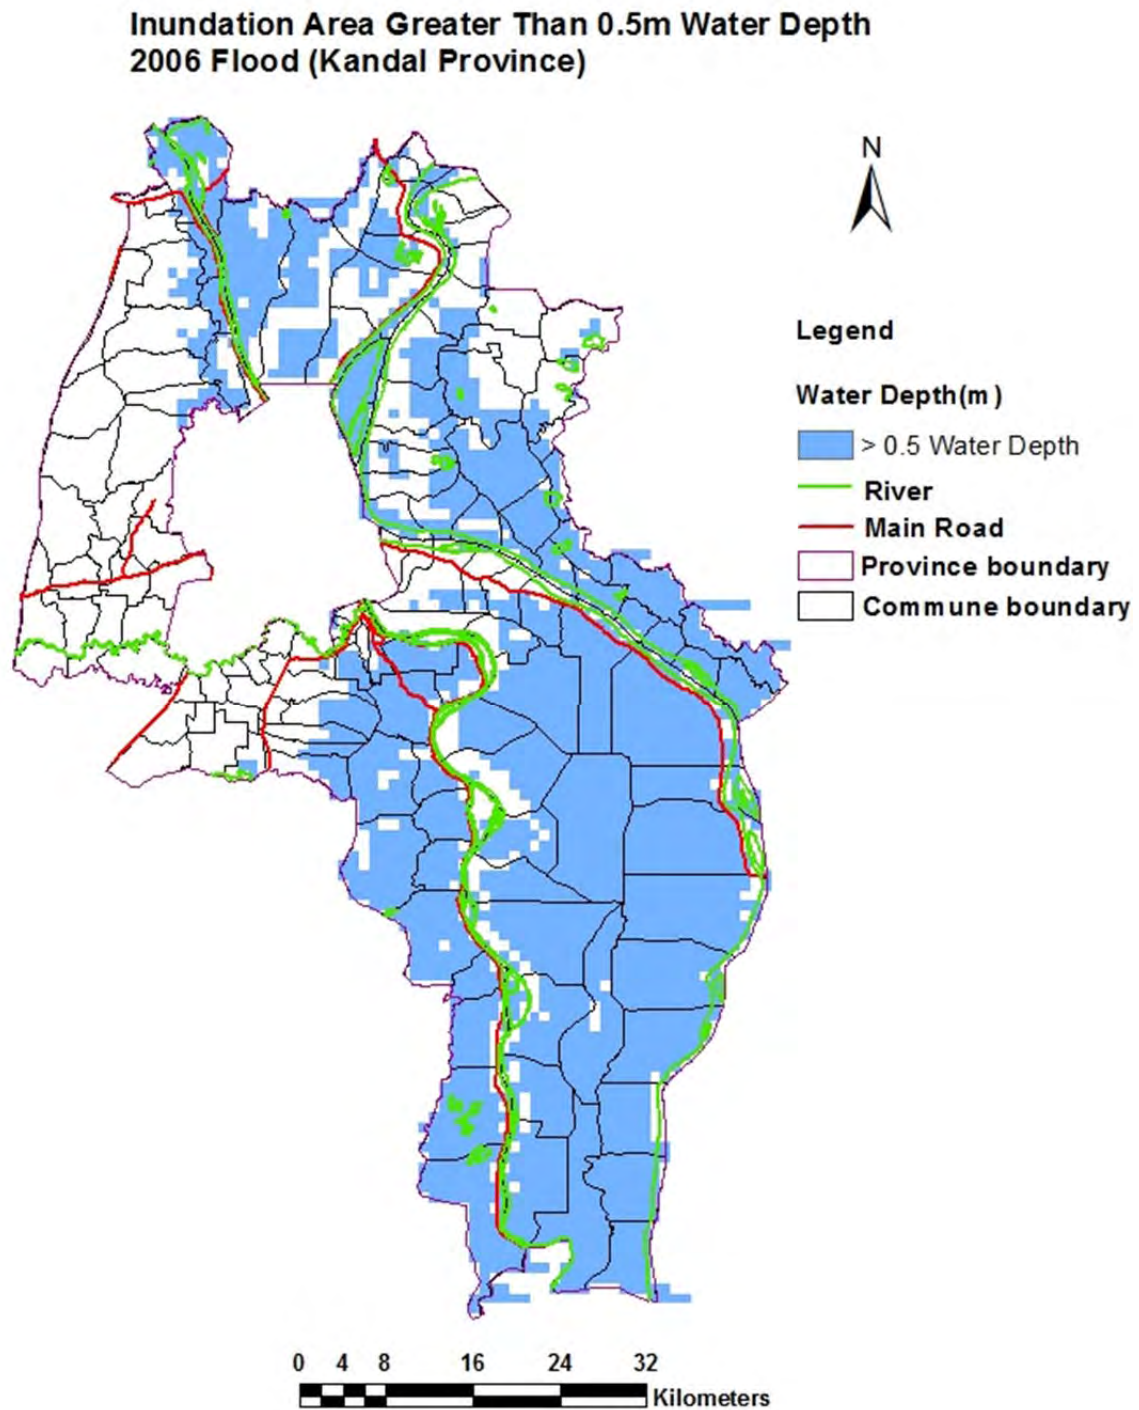 Inundation Area Greater Than 0.5m Water Depth
2006 Flood (Kandal Province)
N
Legend
Water Depth(m)
> 0.5 Water Depth
River
Main Road
Province boundary
Commune boundary
0 4 8 16 24 32
Kilometers